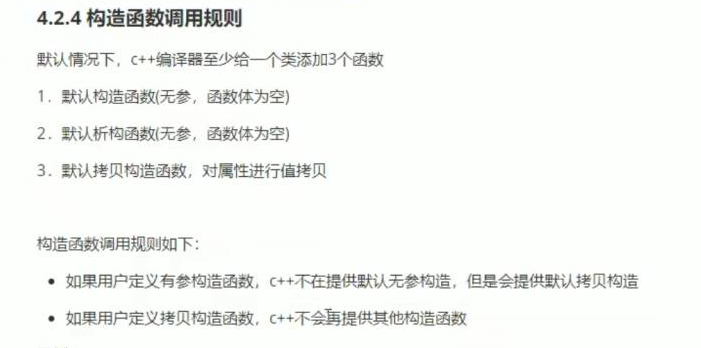 4.2.4 构造函数调用规则
默认情况下，c++编译器至少给一个类添加3个函数
1．默认构造函数(无参，函数体为空)
2．默认析构函数(无参，函数体为空)
3．默认拷贝构造函数，对属性进行值拷贝
构造函数调用规则如下：
• 如果用户定义有参构造函数，c++不在提供默认无参构造，但是会提供默认拷贝构造
• 如果用户定义拷贝构造函数，c++不会再提供其他构造函数